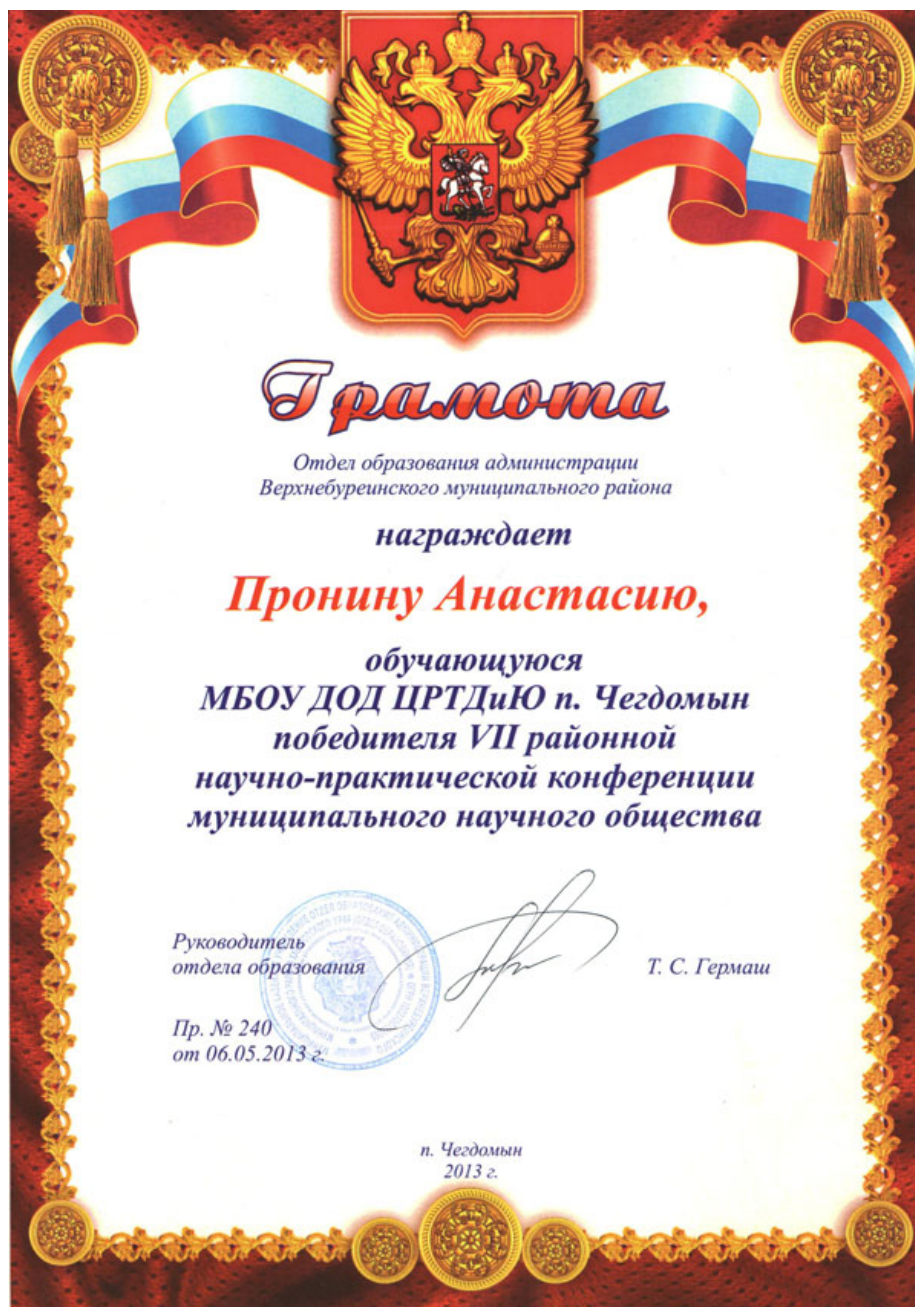 Грамота
Отдел образования администрации
Верхнебуреинского муниципального района
награждает
Пронину Анастасию,
обучающуюся
МБОУ ДОД ЦРТДиЮ п. Чегдомын
победителя VII районной
научно-практической конференции
муниципального научного общества
Руководитель
отдела образования
Т. С. Гермаш
Пр. № 240
от 06.05.2013 г.
п. Чегдомын
2013 г.